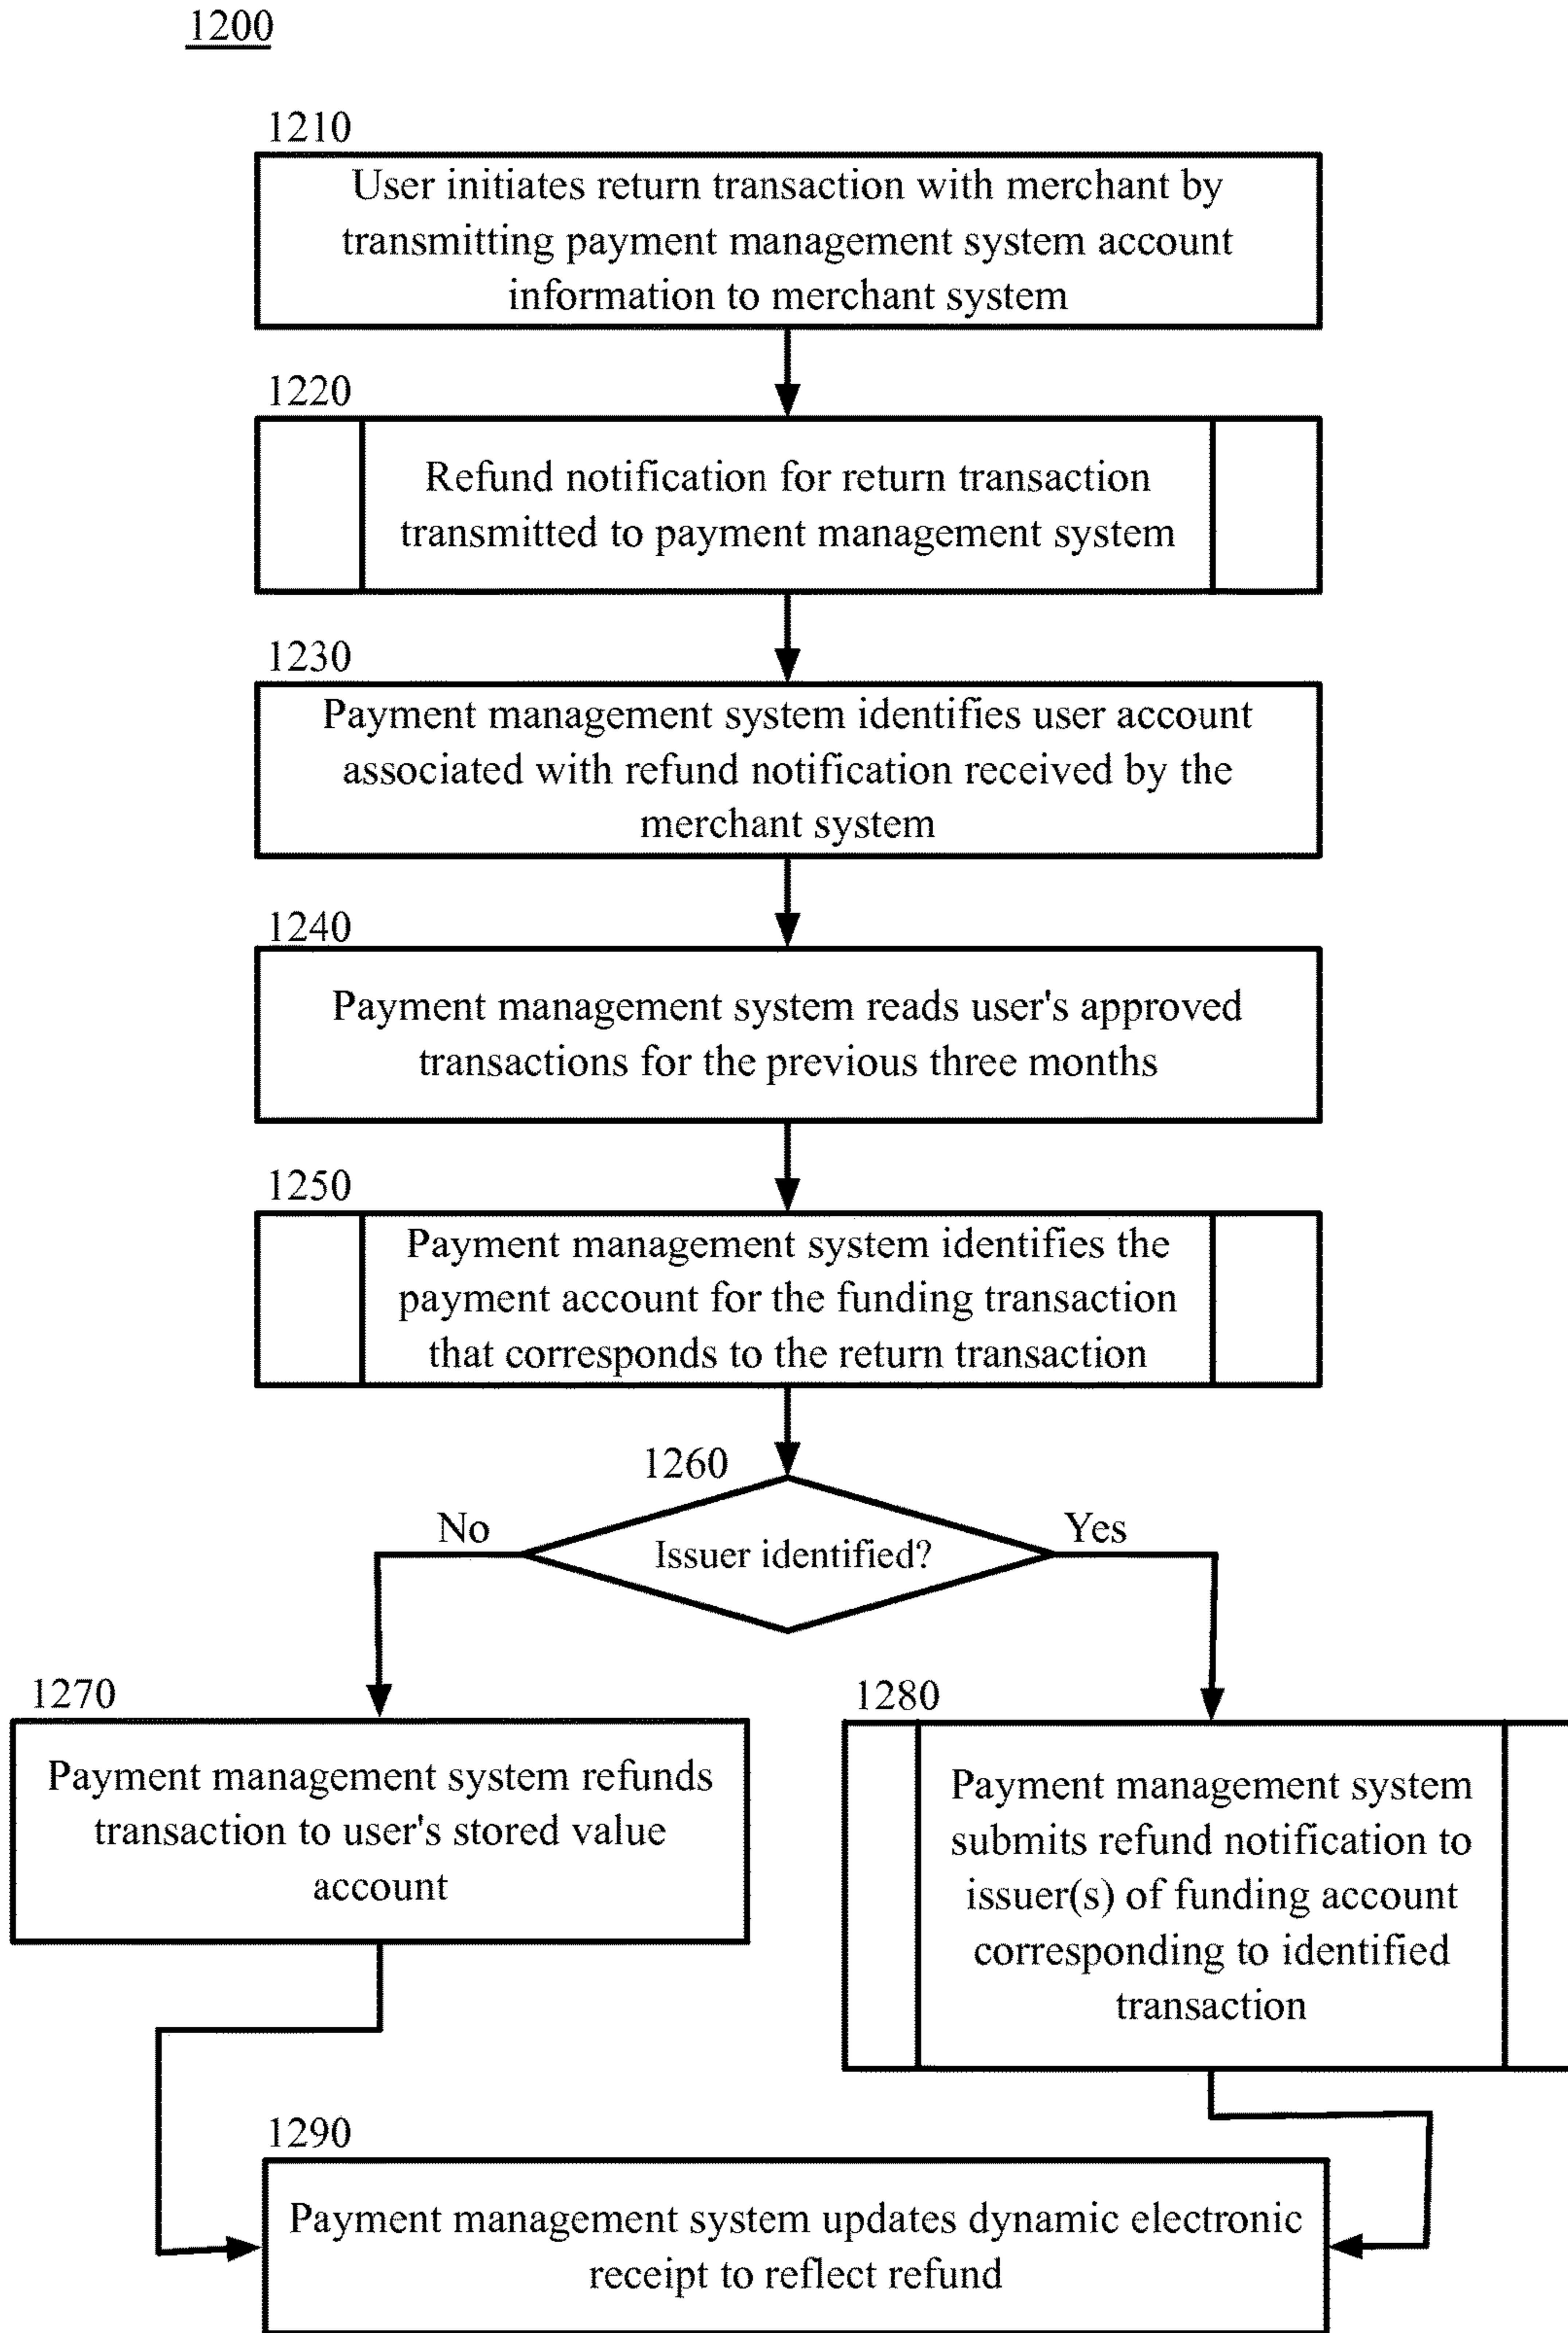 1200
1210
User initiates return transaction with merchant by
transmitting payment management system account
information to merchant system
1220
Refund notification for return transaction
transmitted to payment management system
1230
Payment management system identifies user account
associated with refund notification received by the
merchant system
1240
Payment management system reads user's approved
transactions for the previous three months
1250
Payment management system identifies the
payment account for the funding transaction
that corresponds to the return transaction
1260
No
Yes
Issuer identified?
1270
Payment management system refunds
transaction to user's stored value
account
1280
Payment management system
submits refund notification to
issuer(s) of funding account
corresponding to identified
transaction
1290
Payment management system updates dynamic electronic
receipt to reflect refund